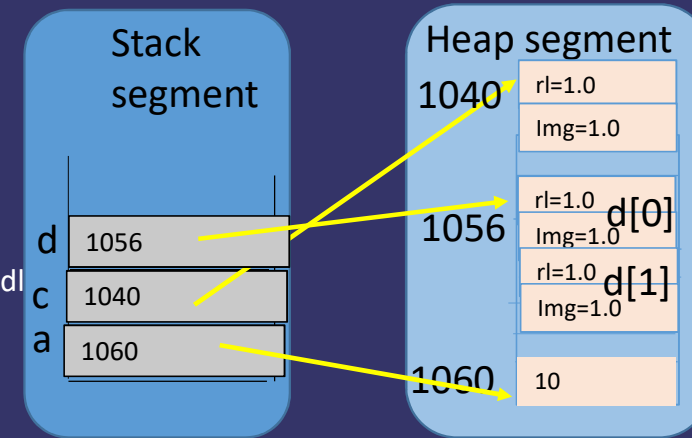 Stack
segment
d 1056
dl
c 1040
a 1060
Heap segment
1040
rl=1.0
Img=1.0
1056
rl=1.0
d[0]
Img=1.0
rl=1.0
d[1]
Img=1.0
1060
10